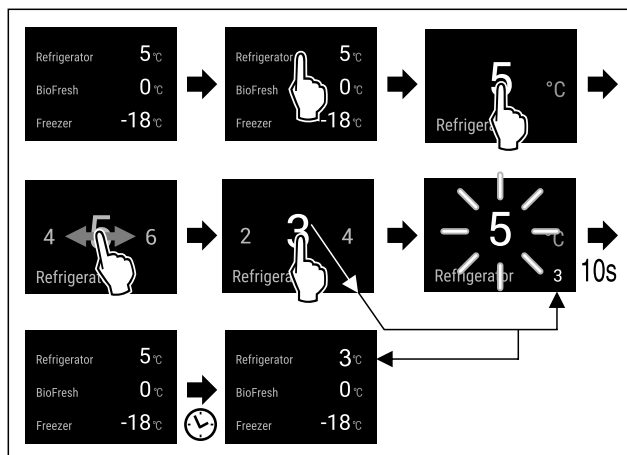 Refrigerator 5 °C
BioFresh 0 °C
Freezer -18 °C
Refrigerator 5 °C
BioFresh 0 °C
Freezer -18 °C
5 °C
Refrigerator
4 5 6
Refrigerator
2 3 4
Refrigerator
5 °C
Refrigerator 3
10s
Refrigerator 5 °C
BioFresh 0 °C
Freezer -18 °C
Refrigerator 3 °C
BioFresh 0 °C
Freezer -18 °C